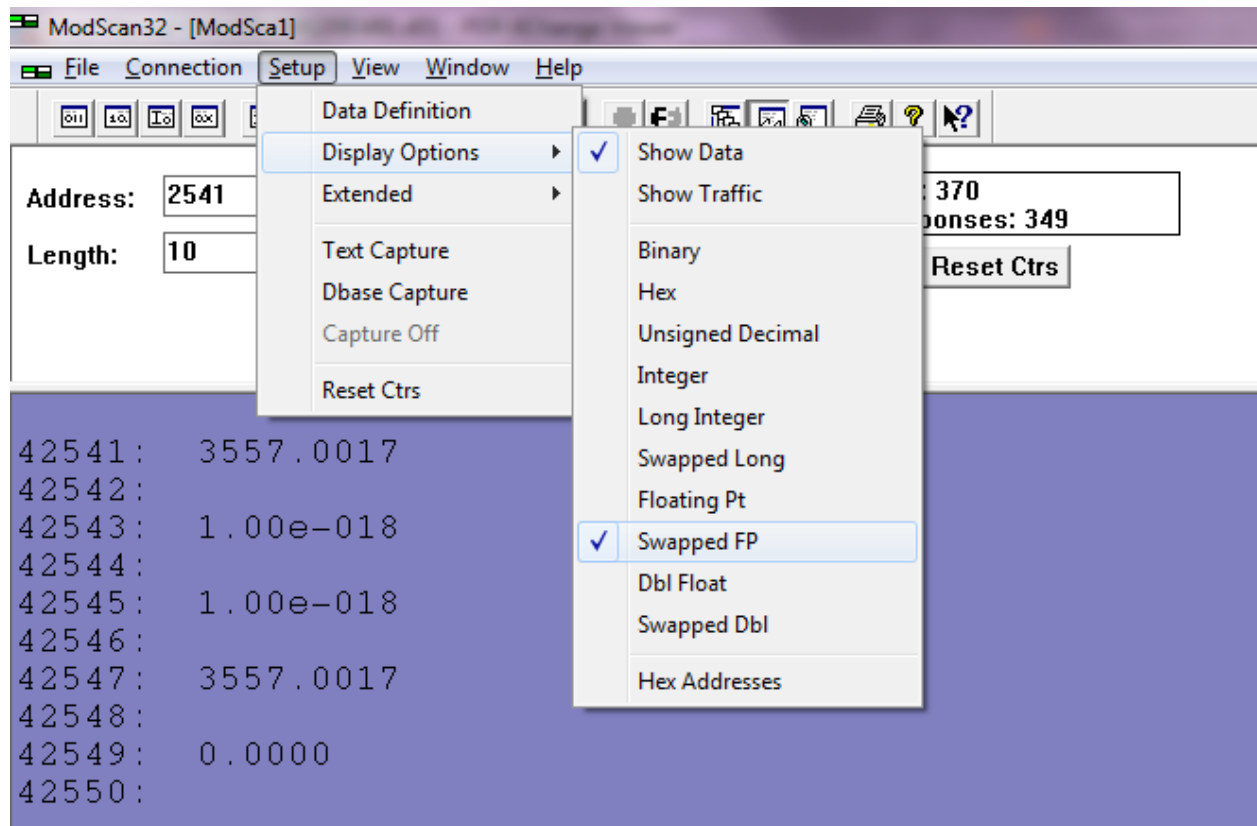 ModScan32 - [ModSca1]
File Connection Setup View Window Help
Data Definition
Display Options
Extended
Text Capture
Dbase Capture
Capture Off
Reset Ctrs
Show Data
Show Traffic
Binary
Hex
Unsigned Decimal
Integer
Long Integer
Swapped Long
Floating Pt
Swapped FP
Dbl Float
Swapped Dbl
Hex Addresses
Address: 2541
Length: 10
: 370
ponses: 349
Reset Ctrs
42541: 3557.0017
42542:
42543: 1.00e-018
42544:
42545: 1.00e-018
42546:
42547: 3557.0017
42548:
42549: 0.0000
42550: